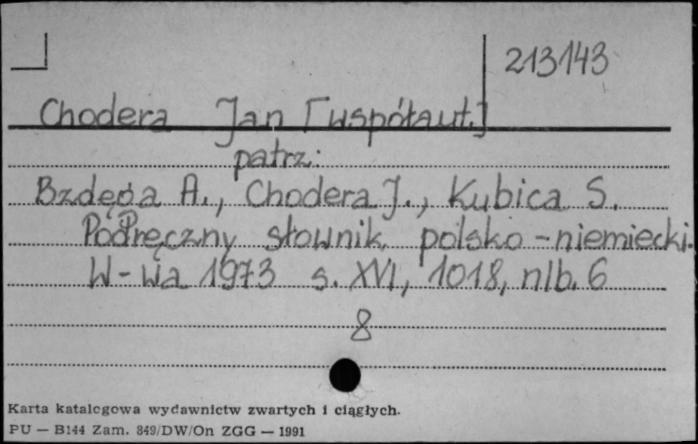 213143
Chodera Jan [współaut.]
patrz:
Bzdęga A., Chodera J., Kubica S.
Podręczny słownik polsko-niemiecki.
W-wa 1973 s. XVI, 1018, nlb. 6
8
Karta katalogowa wydawnictw zwartych i ciągłych.
PU — B144 Zam. 849/DW/On ZGG — 1991